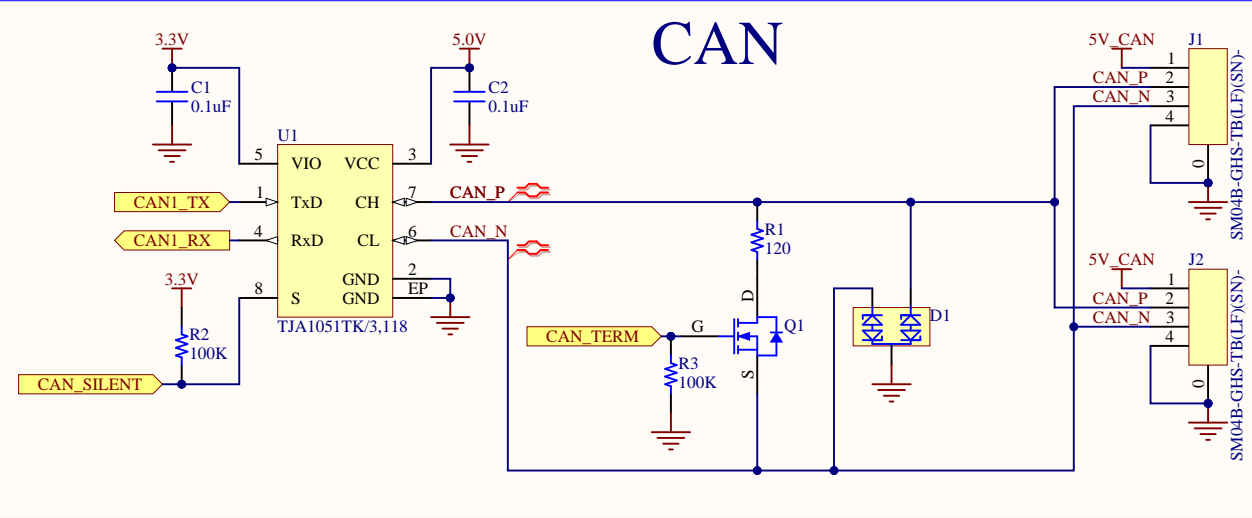 CAN
3.3V
C1
0.1uF
5.0V
C2
0.1uF
U1
5 VIO VCC 3
1 TxD CH 7
4 RxD CL 6
GND 2
GND EP
8 S
TJA1051TK/3,118
CAN1_TX
CAN1_RX
3.3V
R2
100K
CAN_SILENT
CAN_P
CAN_N
R1
120
D
G
S
Q1
CAN_TERM
R3
100K
D1
5V_CAN
J1
1
CAN_P 2
CAN_N 3
4
0
SM04B-GHS-TB(LF)(SN)-
5V_CAN
J2
1
CAN_P 2
CAN_N 3
4
0
SM04B-GHS-TB(LF)(SN)-